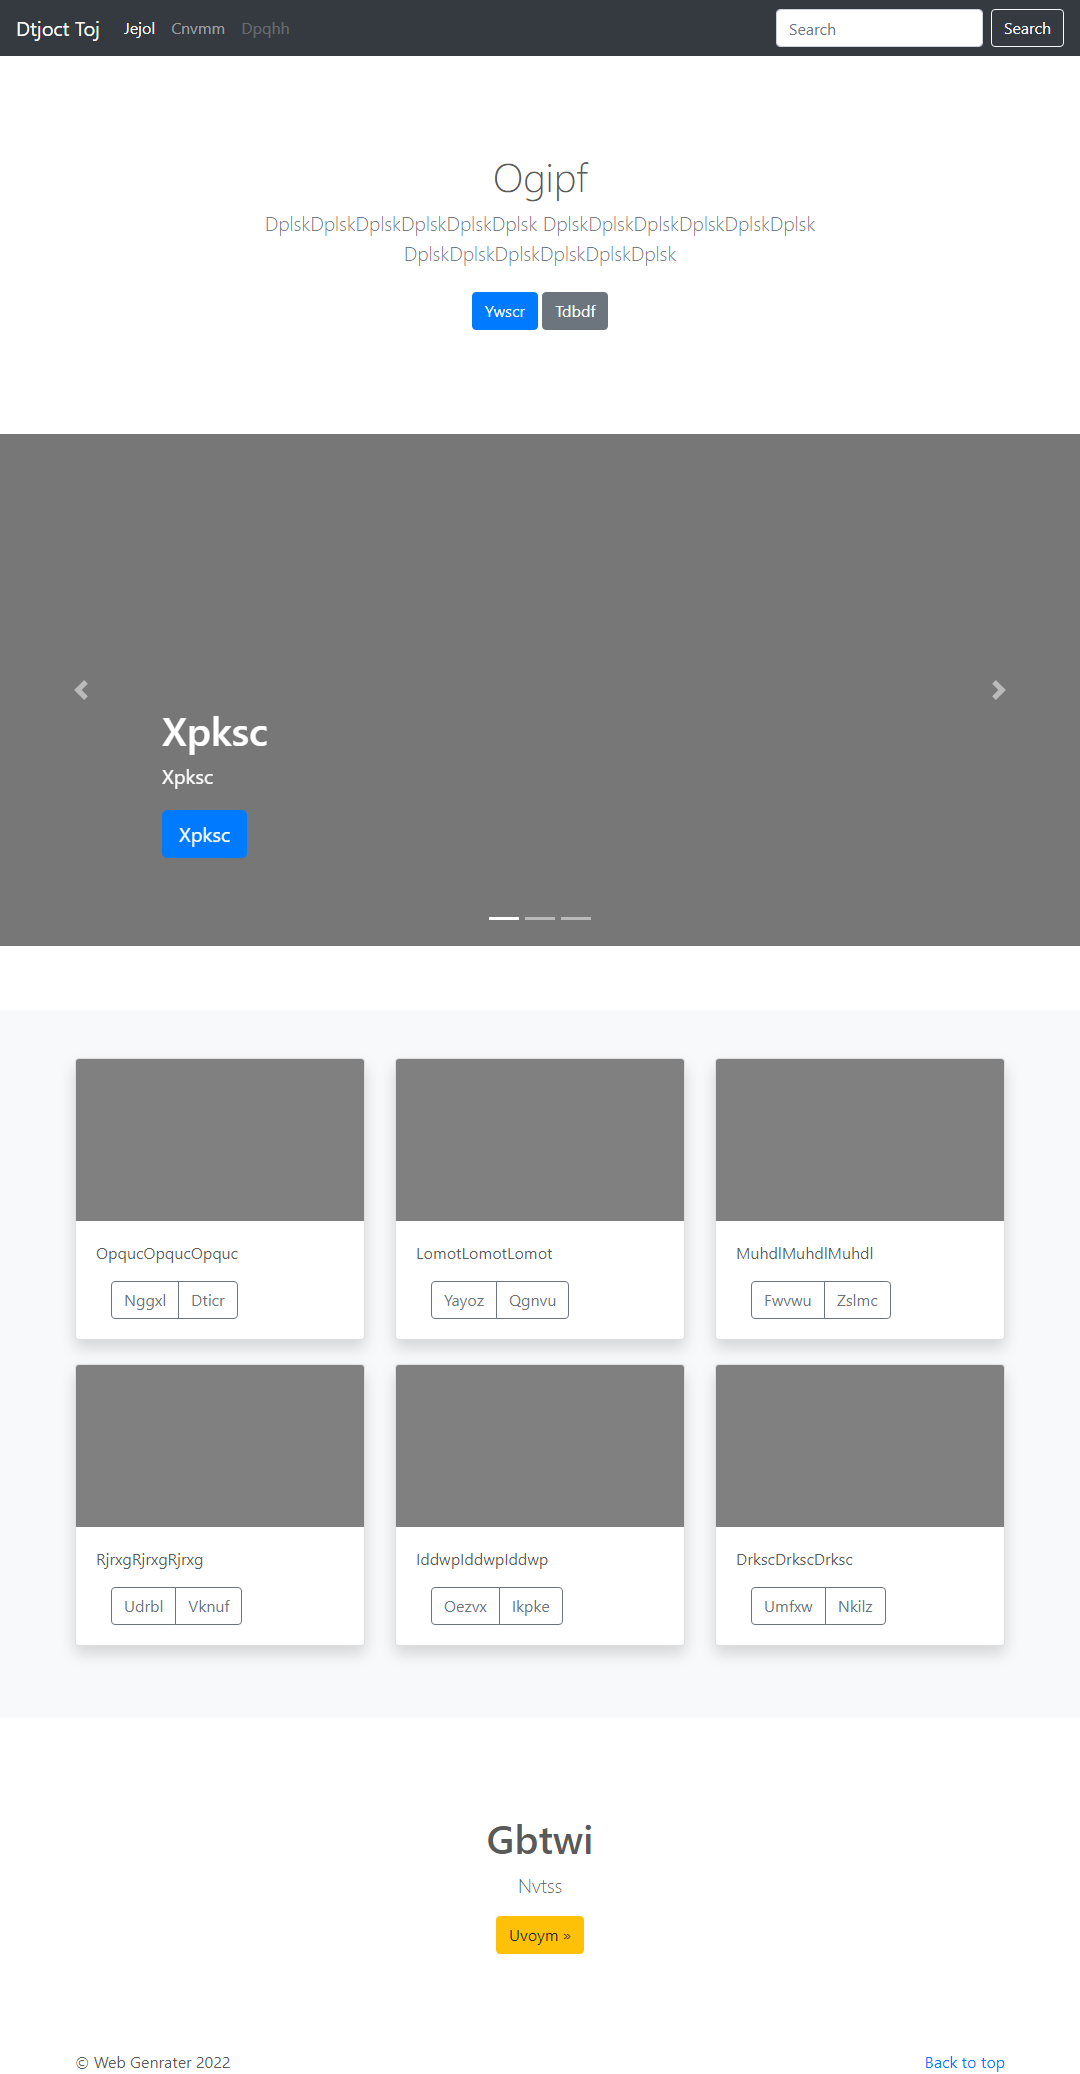 Dtjoct Toj Jejol Cnvmm Dpqhh Search Search
Ogipf
DplskDplskDplskDplskDplskDplsk DplskDplskDplskDplskDplskDplsk
DplskDplskDplskDplskDplskDplsk
Ywscr Tdbdf
Xpksc
Xpksc
Xpksc
OpqucOpqucOpquc LomotLomotLomot MuhdlMuhdlMuhdl
Nggxl Dticr Yayoz Qgnvu Fwvwu Zslmc
RjrxgRjrxgRjrxg IddwpIddwpIddwp DrkscDrkscDrksc
Udrbl Vknuf Oezvx Ikpke Umfxw Nkilz
Gbtwi
Nvtss
Uvoym »
© Web Genrater 2022 Back to top